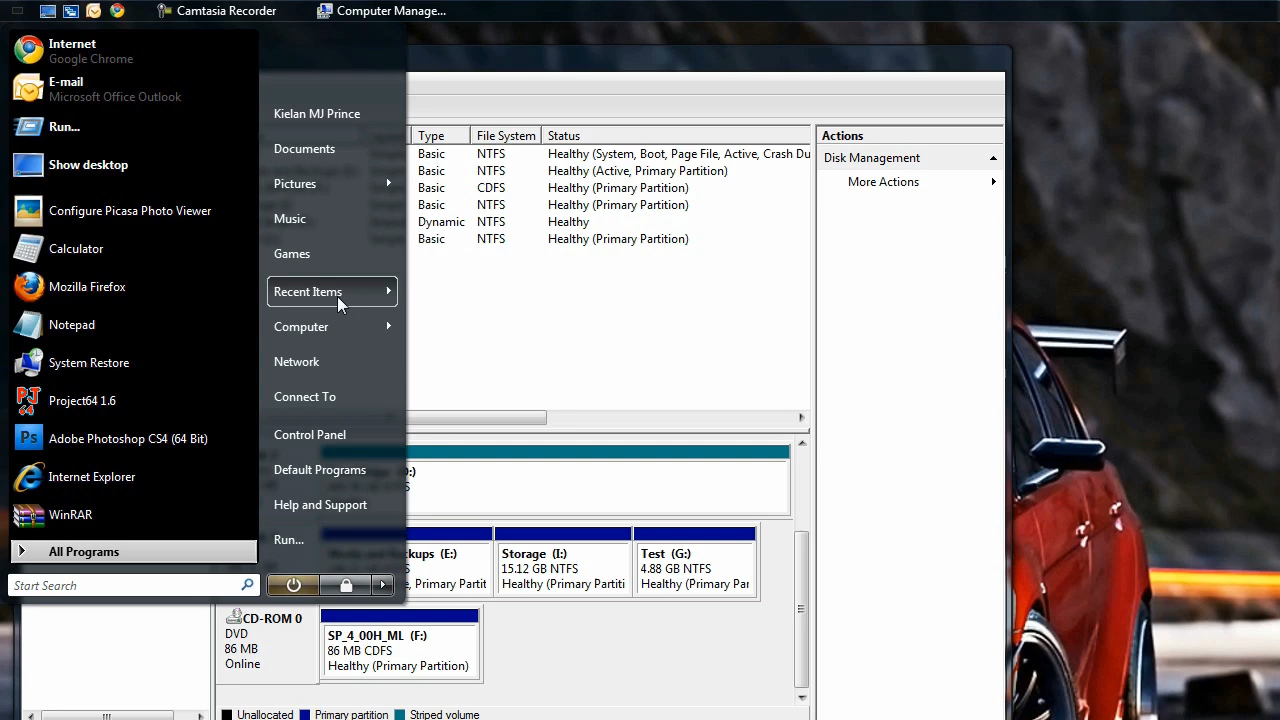 Camtasia Recorder
Computer Manage...
Internet
Google Chrome
E-mail
Microsoft Office Outlook
Run...
Show desktop
Configure Picasa Photo Viewer
Calculator
Mozilla Firefox
Notepad
System Restore
Project64 1.6
Adobe Photoshop CS4 (64 Bit)
Internet Explorer
WinRAR
All Programs
Start Search
Kielan MJ Prince
Documents
Pictures
Music
Games
Recent Items
Computer
Network
Connect To
Control Panel
Default Programs
Help and Support
Run...
Type File System Status
Basic NTFS Healthy (System, Boot, Page File, Active, Crash Du
Basic NTFS Healthy (Active, Primary Partition)
Basic CDFS Healthy (Primary Partition)
Basic NTFS Healthy (Primary Partition)
Dynamic NTFS Healthy
Basic NTFS Healthy (Primary Partition)
Actions
Disk Management
More Actions
kups (E:)
, Primary Partit
Storage (I:)
15.12 GB NTFS
Healthy (Primary Partiti
Test (G:)
4.88 GB NTFS
Healthy (Primary Par
CD-ROM 0
DVD
86 MB
Online
SP_4_00H_ML (F:)
86 MB CDFS
Healthy (Primary Partition)
Unallocated Primary partition Striped volume